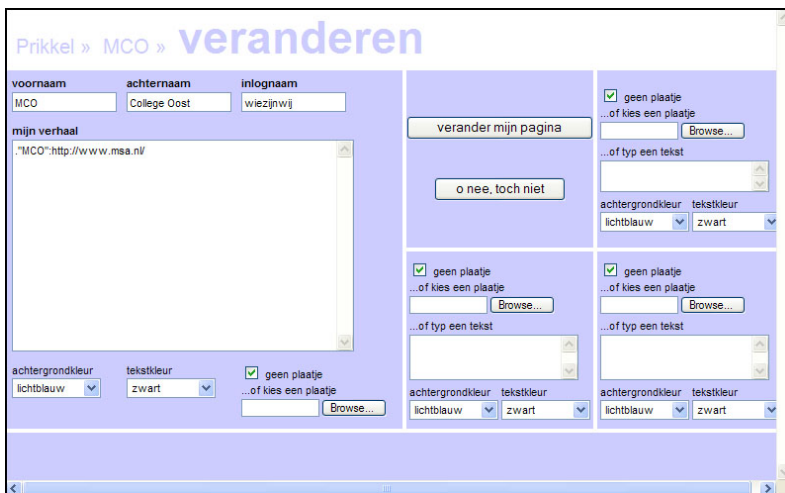 Prikkel » MCO » veranderen
voornaam achternaam inlognaam
MCO College Oost wiezijnwij
mijn verhaal
."MCO":http://www.msa.nl/
achtergrondkleur tekstkleur
lichtblauw zwart
geen plaatje
...of kies een plaatje
Browse...
verander mijn pagina
o nee, toch niet
geen plaatje
...of kies een plaatje
Browse...
...of typ een tekst
achtergrondkleur tekstkleur
lichtblauw zwart
geen plaatje
...of kies een plaatje
Browse...
...of typ een tekst
achtergrondkleur tekstkleur
lichtblauw zwart
geen plaatje
...of kies een plaatje
Browse...
...of typ een tekst
achtergrondkleur tekstkleur
lichtblauw zwart